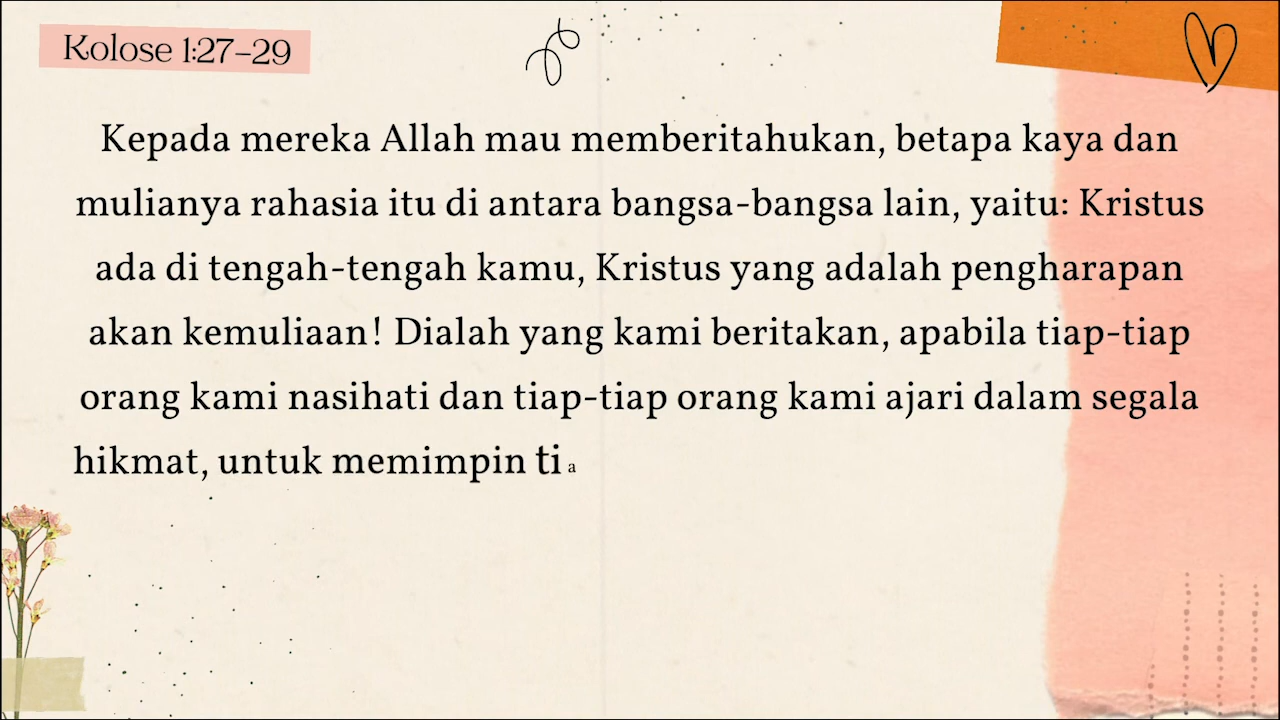 Kolose 1:27-29
Kepada mereka Allah mau memberitahukan, betapa kaya dan
mulianya rahasia itu di antara bangsa-bangsa lain, yaitu: Kristus
ada di tengah-tengah kamu, Kristus yang adalah pengharapan
akan kemuliaan! Dialah yang kami beritakan, apabila tiap-tiap
orang kami nasihati dan tiap-tiap orang kami ajari dalam segala
hikmat, untuk memimpin tia